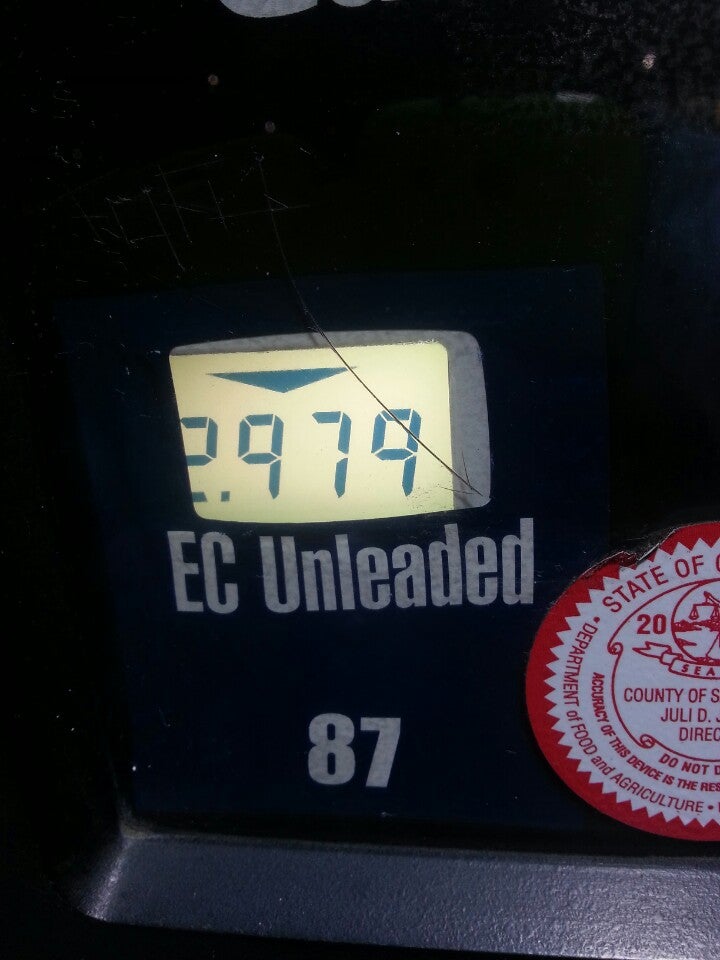 2.979
EC Unleaded
87
STATE OF
20
SEA
COUNTY OF S
JULI D. J
DIREC
DO NOT D
ACCURACY OF THIS DEVICE IS THE RES
DEPARTMENT of FOOD and AGRICULTURE •